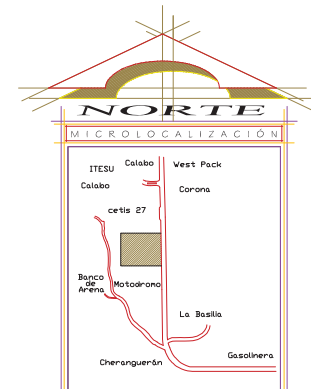 NORTE
MICROLOCALIZACIÓN
ITESU
Calabo
West Pack
Calabo
Corona
cetis 27
Banco
de
Arena
Motodromo
La Basilia
Gasolinera
Cheranguerán